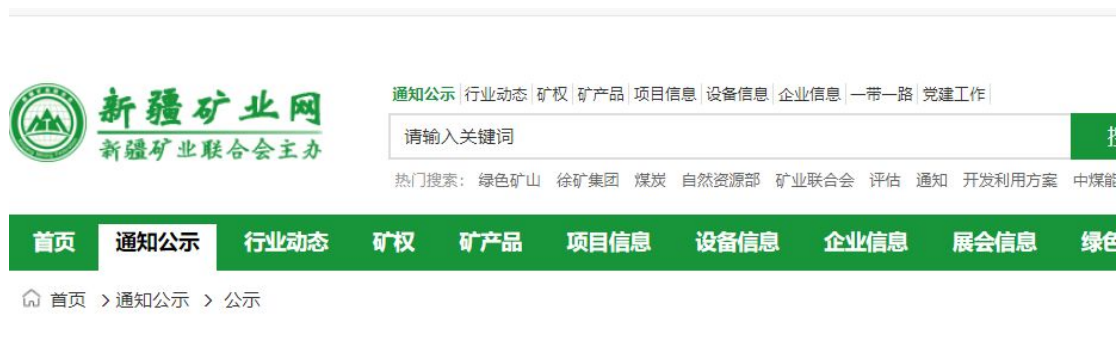 新疆矿业网
新疆矿业联合会主办
通知公示 行业动态 矿权 矿产品 项目信息 设备信息 企业信息 一带一路 党建工作
请输入关键词
热门搜索： 绿色矿山 徐矿集团 煤炭 自然资源部 矿业联合会 评估 通知 开发利用方案 中煤能
首页 通知公示 行业动态 矿权 矿产品 项目信息 设备信息 企业信息 展会信息 绿色
首页 > 通知公示 > 公示